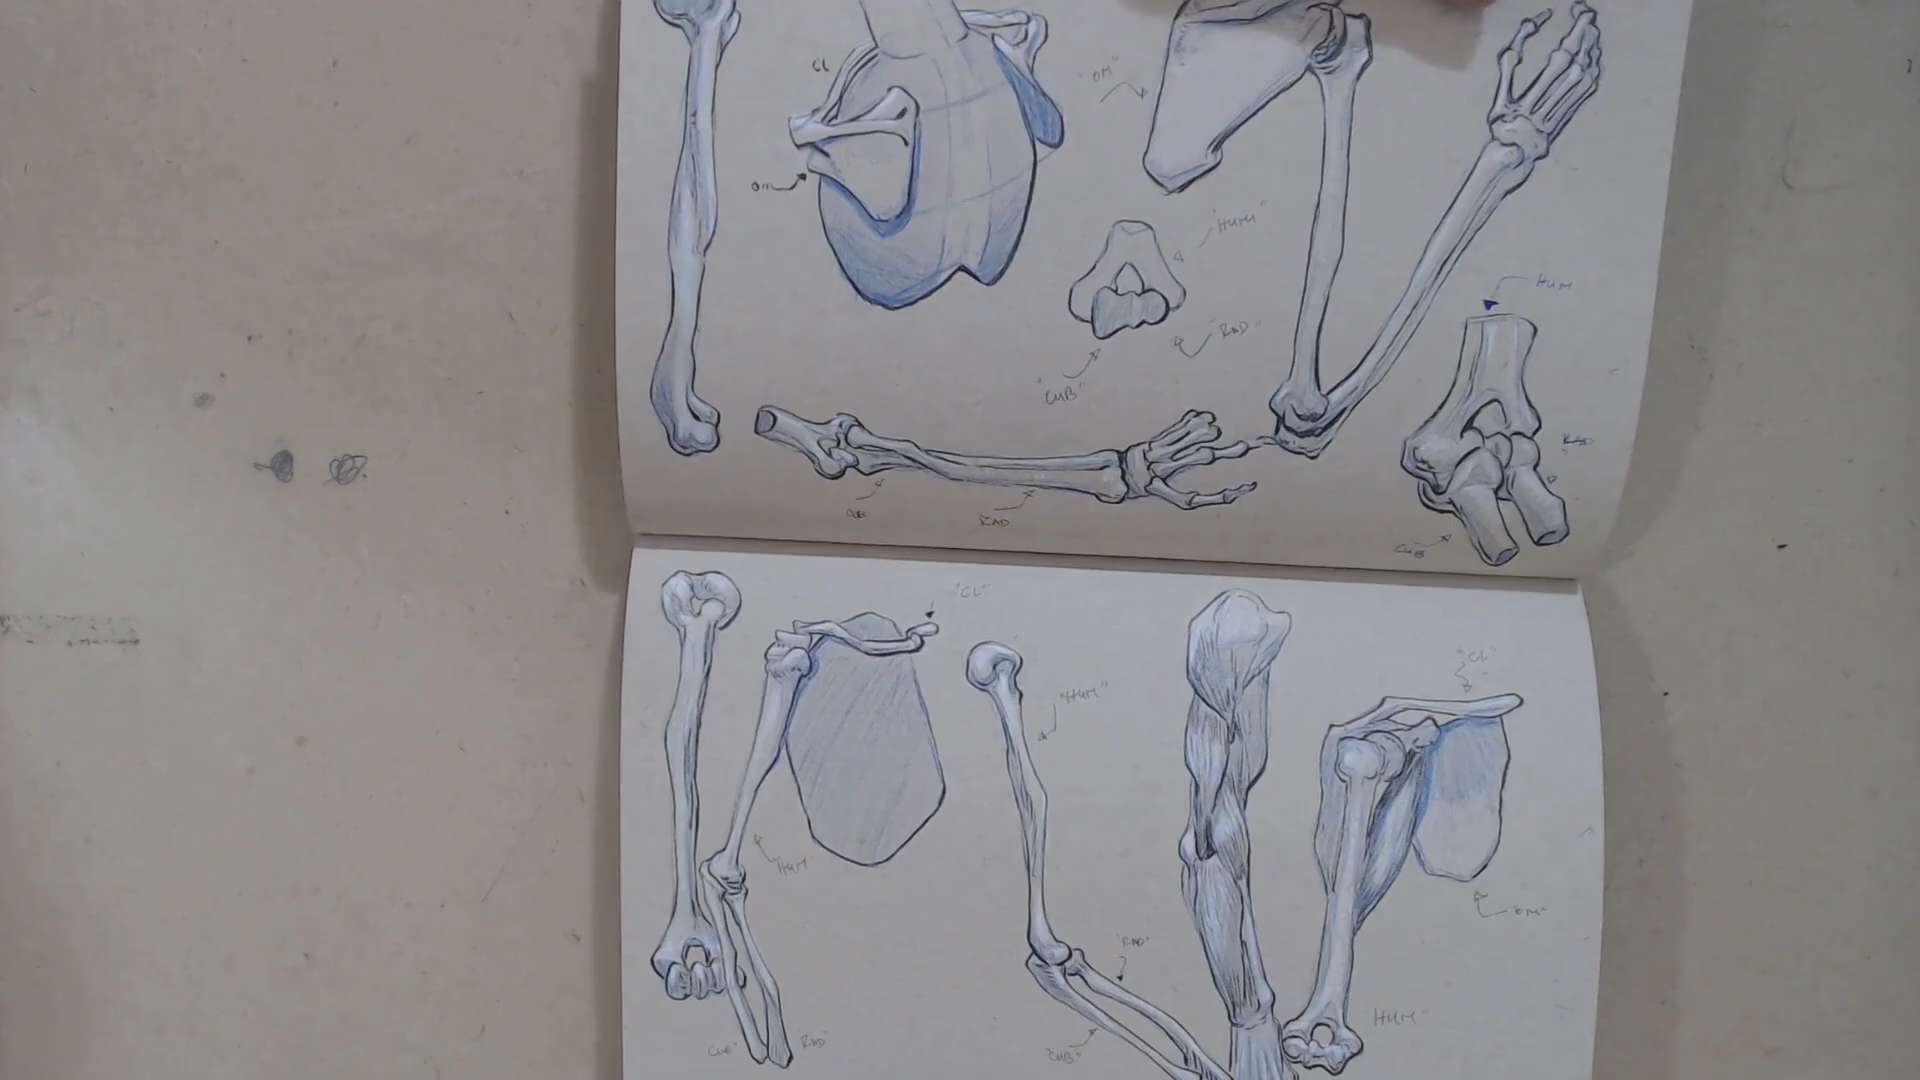 CL
"OM"
OM
"HUM"
HUM
"RAD"
"CUB"
RAD
CUB
RAD
CUB
"CL"
"HUM"
"CL"
HUM
"OM"
"RAD"
HUM"
CUB"
RAD
"CUB"